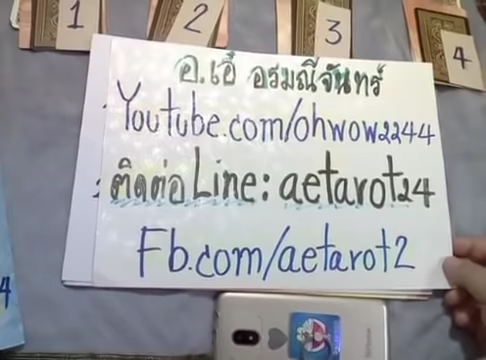 1 2 3 4
อ.เอ๋ อรมณีจันทร์
Youtube.com/ohwow2244
ติดต่อ Line: aetarot24
Fb.com/aetarot2
4